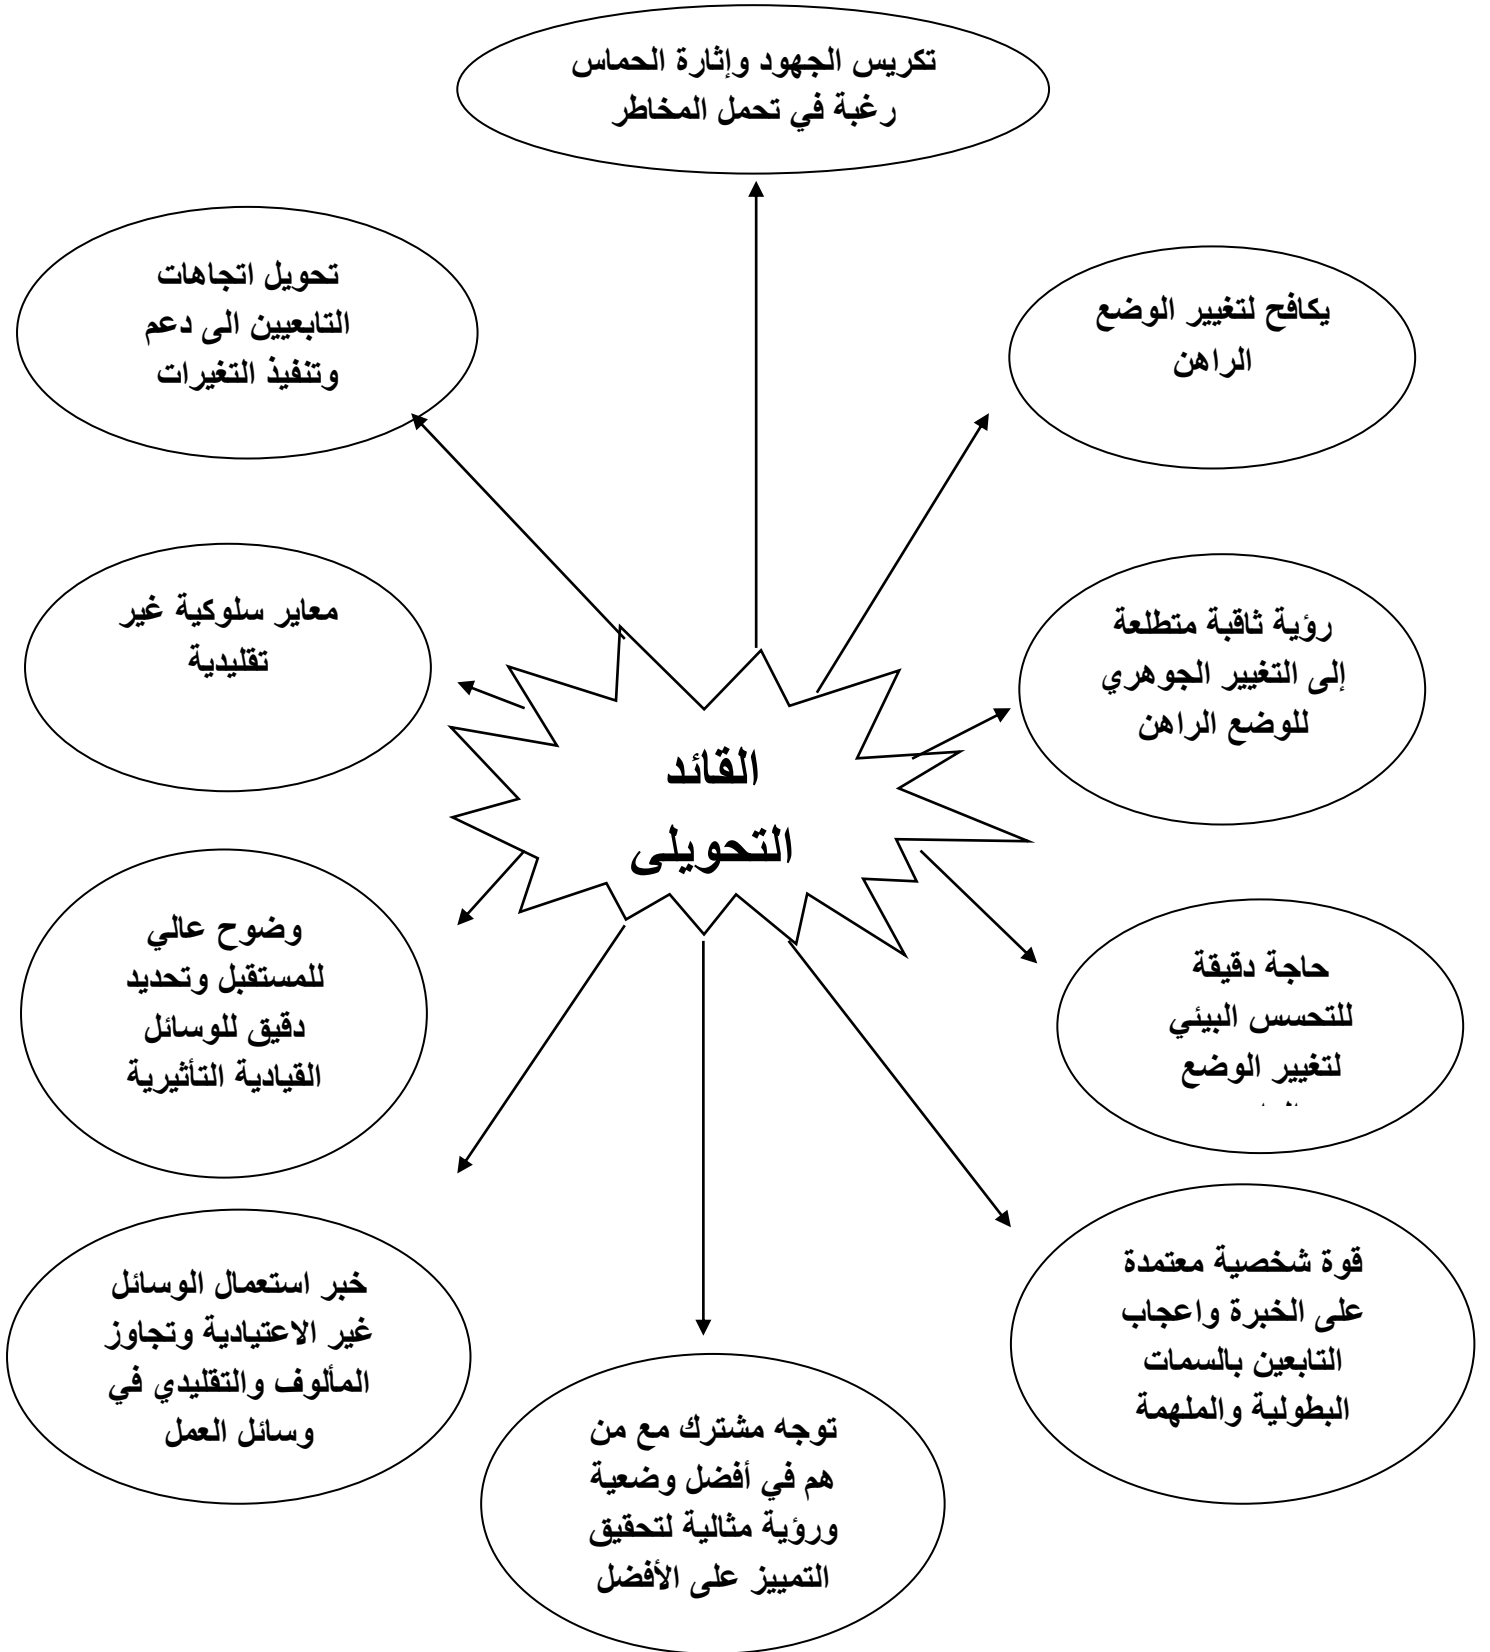 تكريس الجهود وإثارة الحماس
رغبة في تحمل المخاطر
يكافح لتغيير الوضع
الراهن
رؤية ثاقبة متطلعة
إلى التغيير الجوهري
للوضع الراهن
حاجة دقيقة
للتحسس البيئي
لتغيير الوضع
قوة شخصية معتمدة
على الخبرة واعجاب
التابعين بالسمات
البطولية والملهمة
توجه مشترك مع من
هم في أفضل وضعية
ورؤية مثالية لتحقيق
التمييز على الأفضل
خبر استعمال الوسائل
غير الاعتيادية وتجاوز
المألوف والتقليدي في
وسائل العمل
وضوح عالي
للمستقبل وتحديد
دقيق للوسائل
القيادية التأثيرية
معاير سلوكية غير
تقليدية
تحويل اتجاهات
التابعيين الى دعم
وتنفيذ التغيرات
القائد
التحويلى